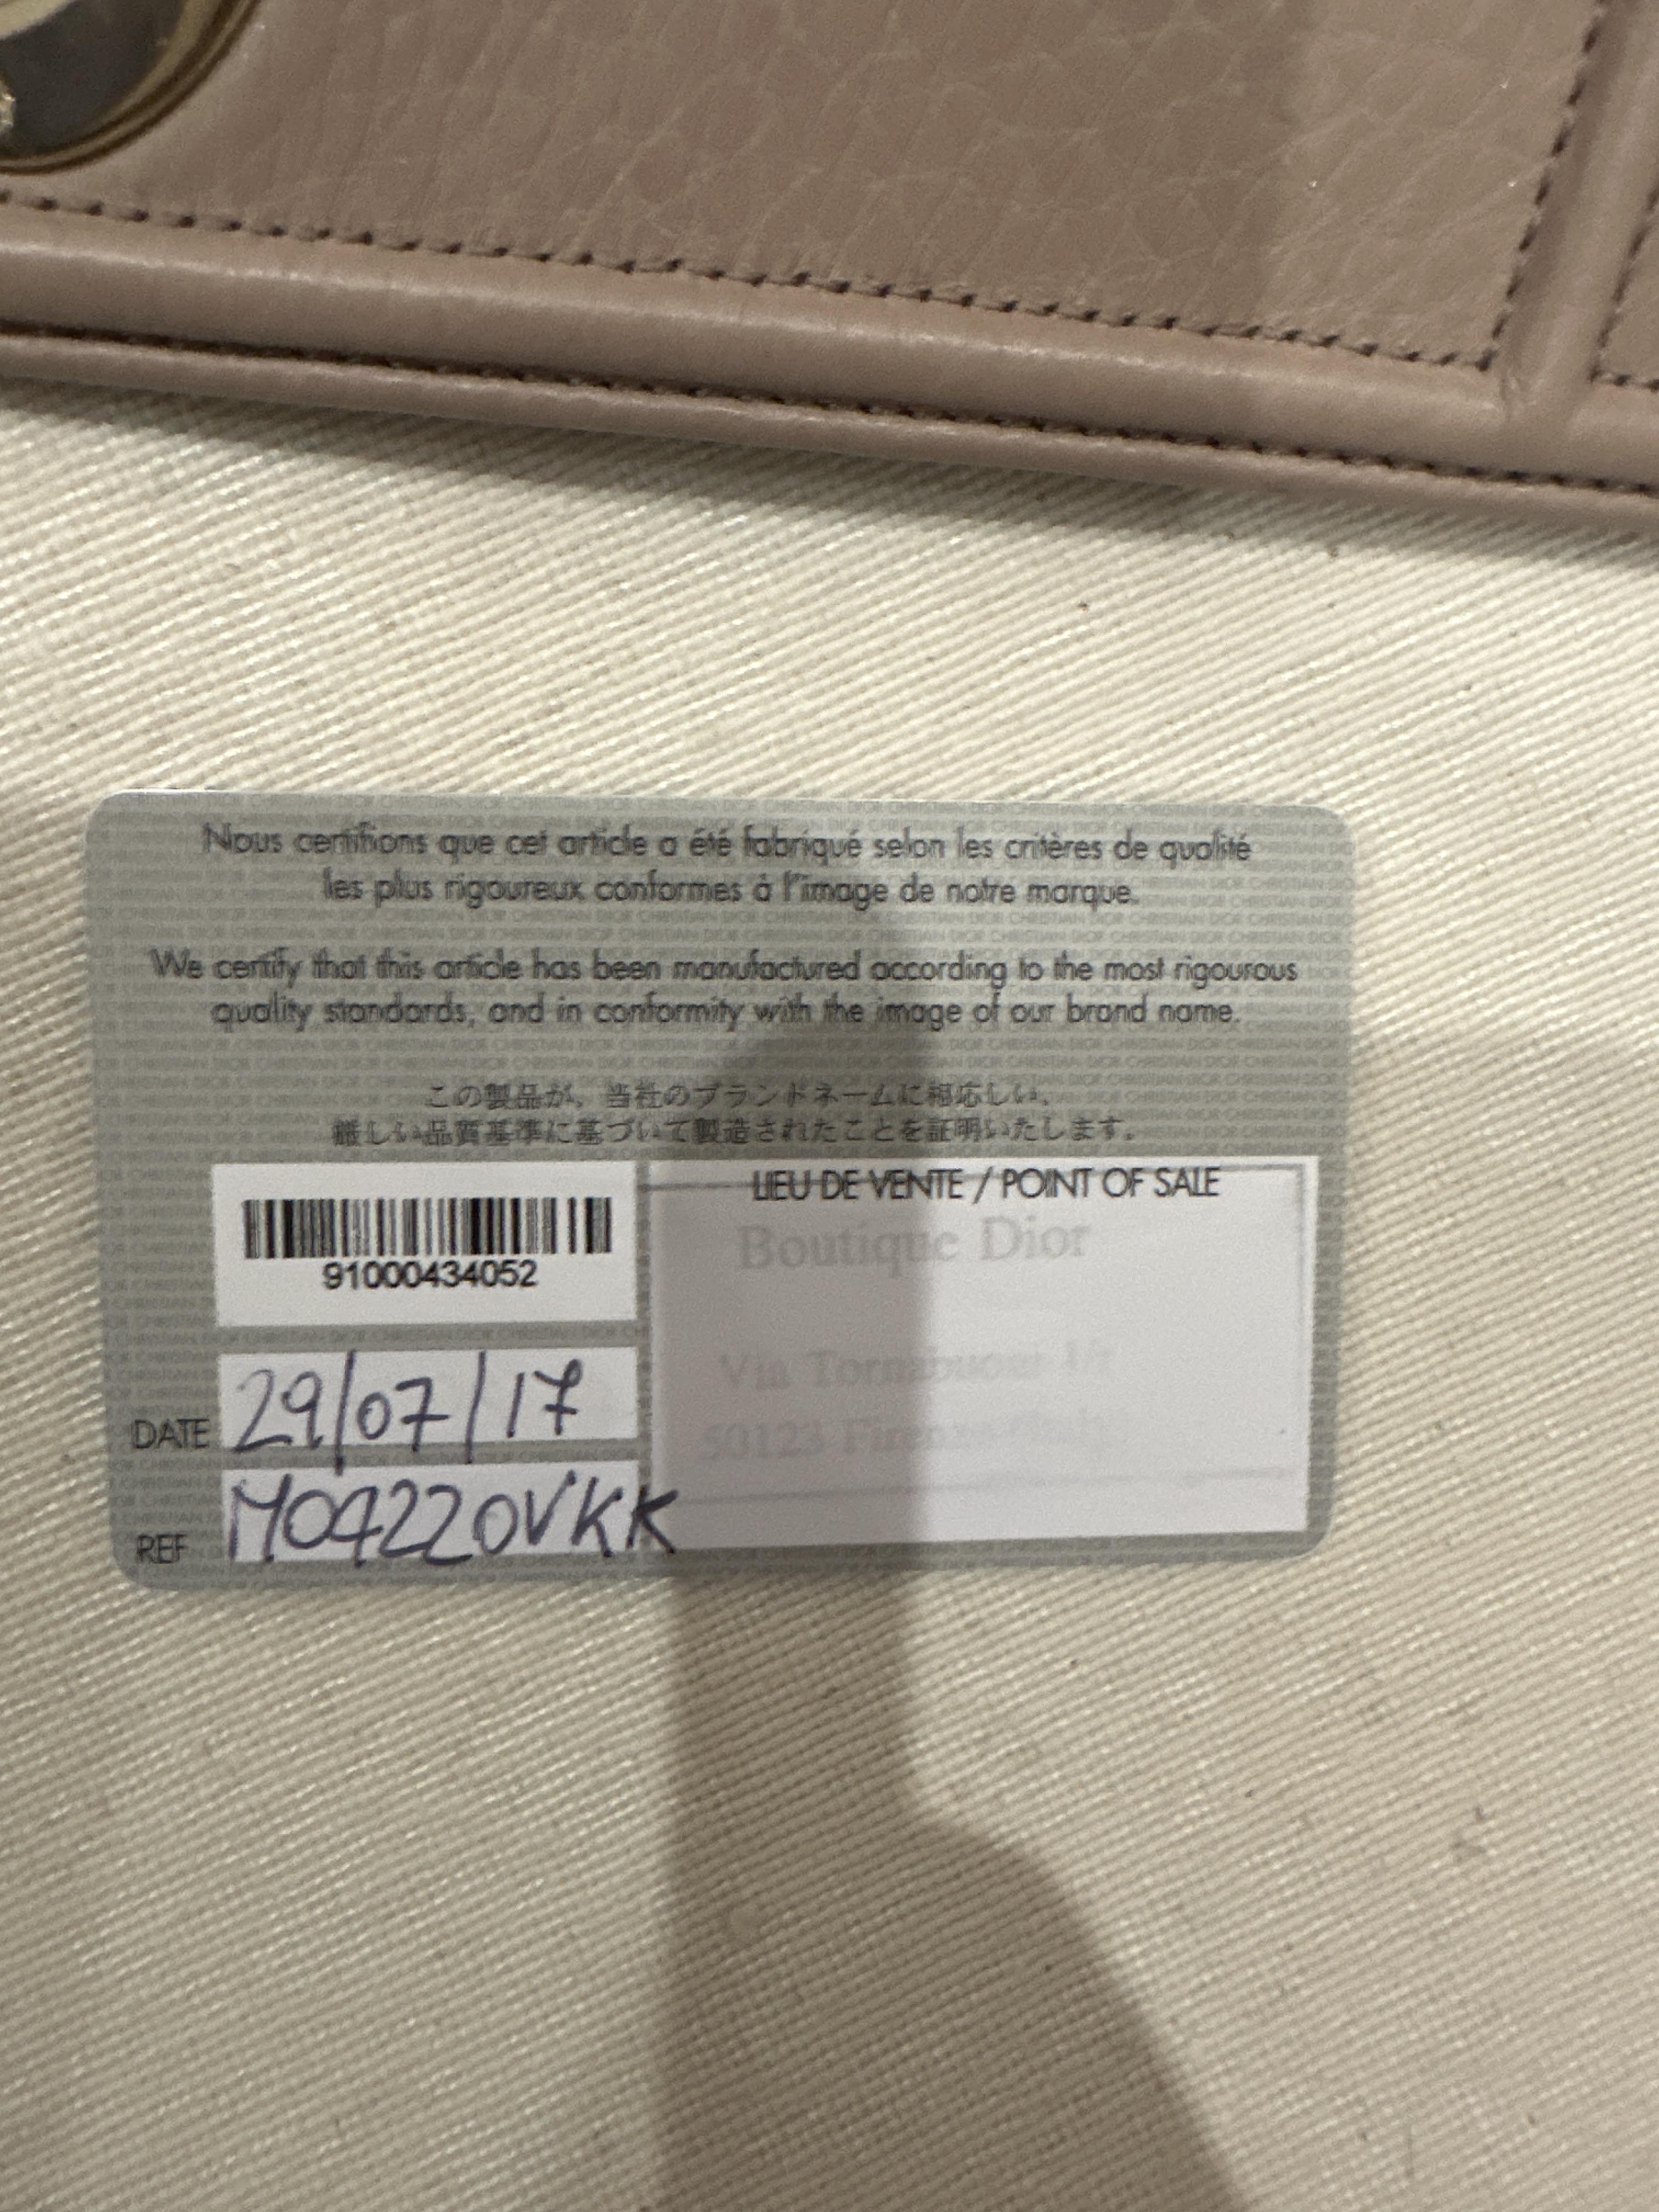 Nous certifions que cet article a été fabriqué selon les critères de qualité
les plus rigoureux conformes à l'image de notre marque.
We certify that this article has been manufactured according to the most rigourous
quality standards, and in conformity with the image of our brand name.
この製品が、当社のブランドネームに相応しい、
厳しい品質基準に基づいて製造されたことを証明いたします。
LIEU DE VENTE / POINT OF SALE
Boutique Dior
Via Tornabuoni
50123 Firenze
91000434052
DATE 29/07/17
REF M04220VKK